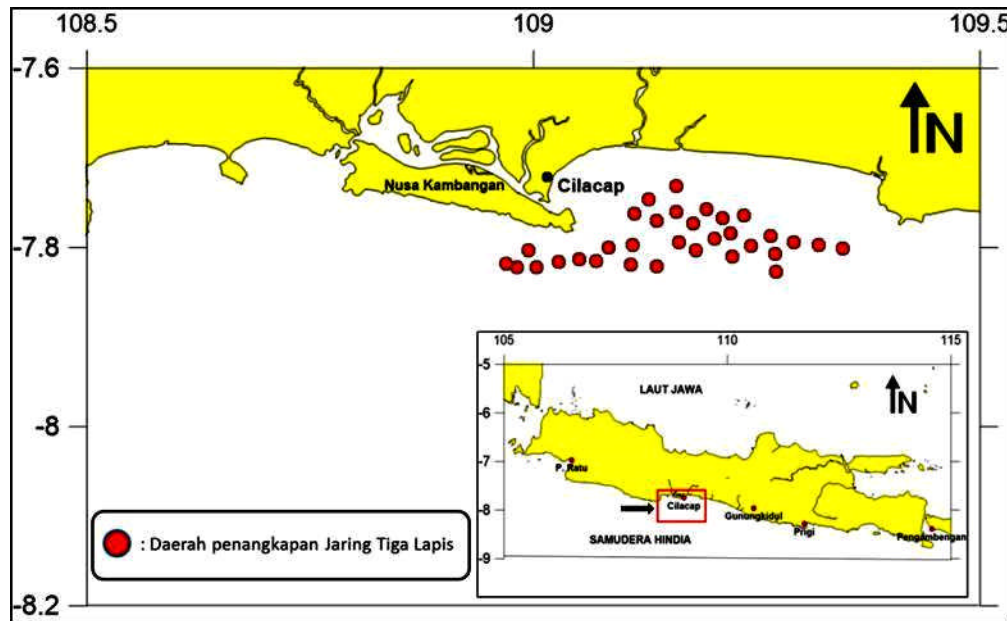 108.5 109 109.5
-7.6
N
Nusa Kambangan
Cilacap
-7.8
-8
-8.2
: Daerah penangkapan Jaring Tiga Lapis
105 110 115
-5
LAUT JAWA
N
-6
-7
P. Ratu
-8
Cilacap
Gunungkidul
Prigi
Pengambengan
SAMUDERA HINDIA
-9